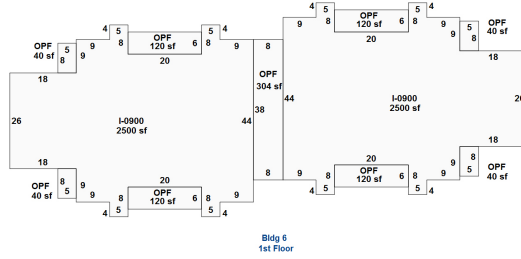 4 5 8 OPF 120 sf 6 8 5 4
4 5 8 OPF 120 sf 6 8 5 4
OPF 40 sf 5 8 9 9 20 9 8 8 20 9 9 5 8 OPF 40 sf
18 OPF 304 sf 18
26 I-0900 2500 sf 44 38 44 I-0900 2500 sf
18 18
OPF 40 sf 8 5 9 9 20 9 8 8 20 9 9 8 5 OPF 40 sf
4 5 8 OPF 120 sf 6 8 5 4
4 5 8 OPF 120 sf 6 8 5 4
Bldg 6
1st Floor